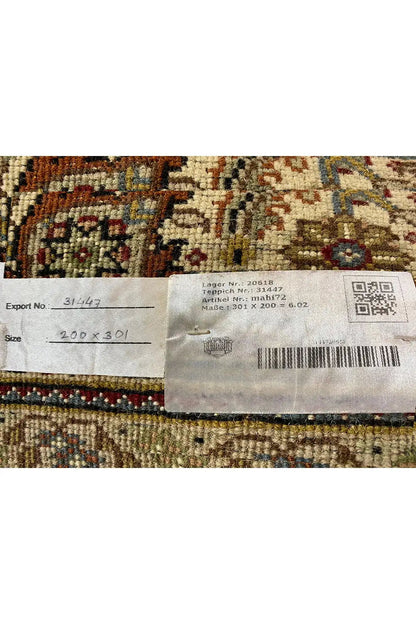 Export No. 31447
Size 200 x 301
Lager Nr.: 20618
Teppich Nr.: 31447
Artikel Nr.: mahi72
Maße : 301 X 200 = 6.02